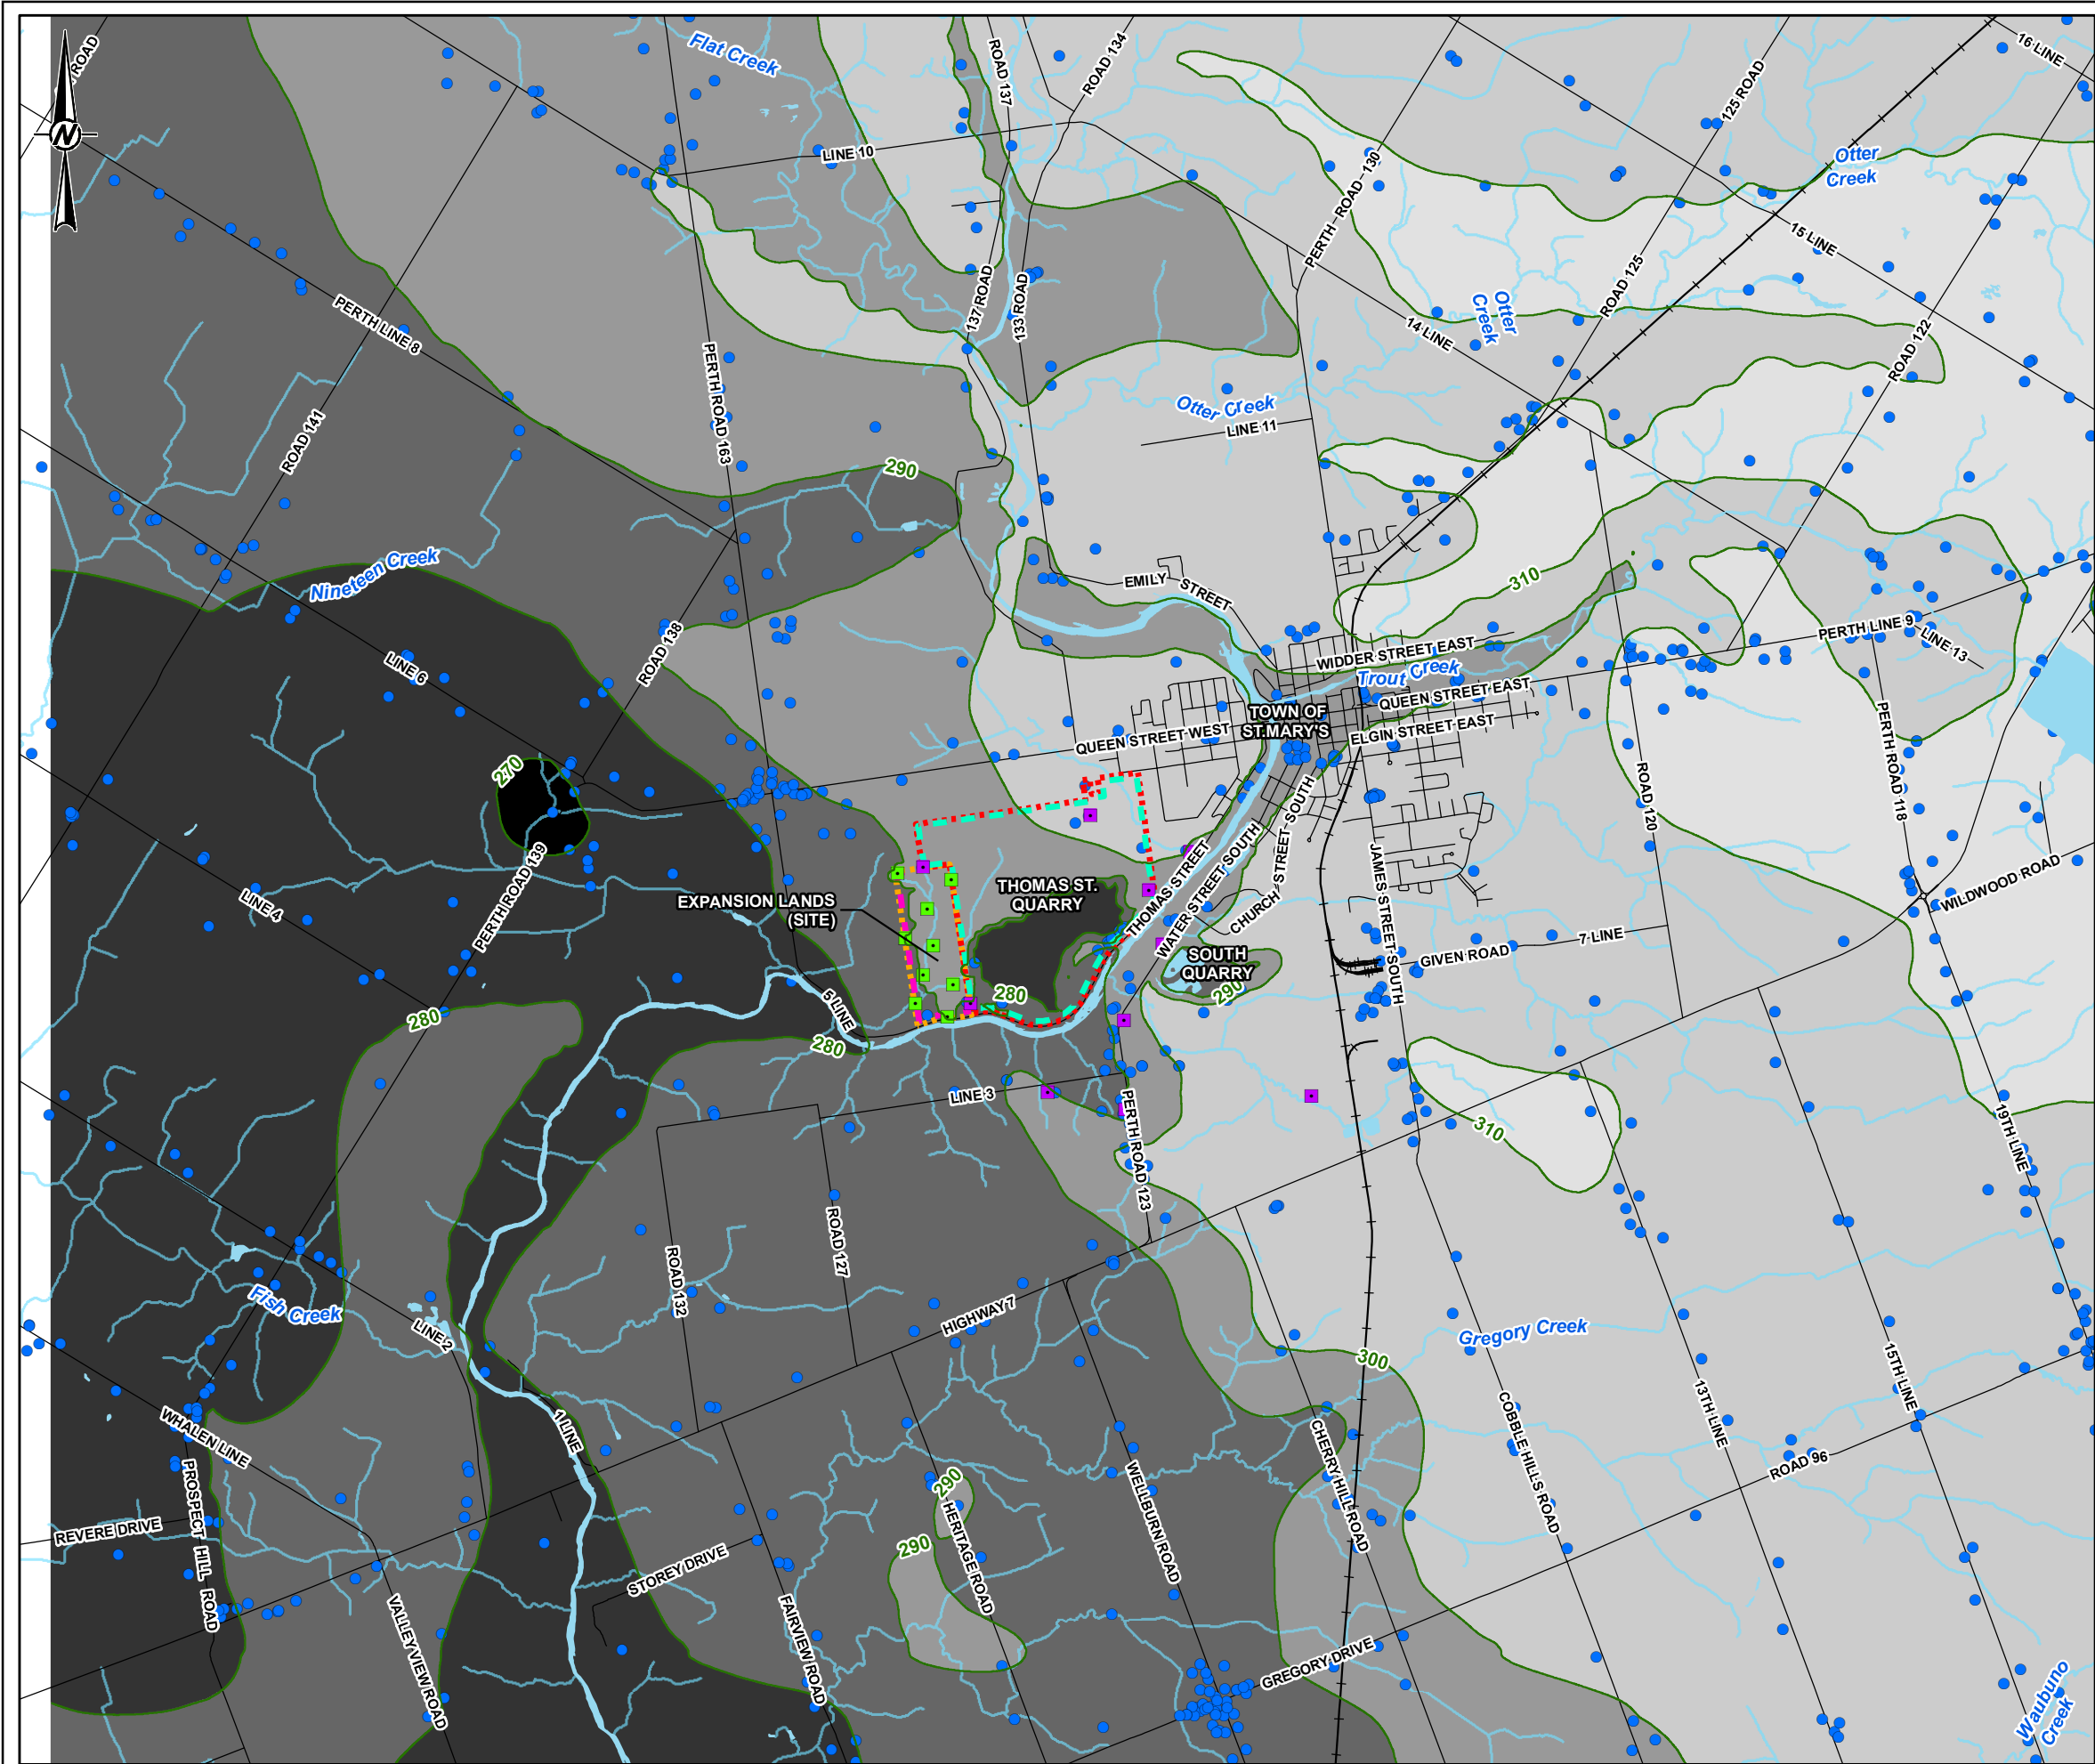 ROAD
Flat Creek
ROAD 137
ROAD 134
16 LINE
125 ROAD
N
LINE 10
Otter
Creek
PERTH ROAD 130
15 LINE
137 ROAD
133 ROAD
ROAD 125
Otter
Creek
PERTH LINE 8
14 LINE
ROAD 122
PERTH ROAD 163
Otter Creek
LINE 11
ROAD 141
290
Nineteen Creek
EMILY STREET
310
PERTH LINE 9
LINE 13
ROAD 138
LINE 6
WIDDER STREET EAST
Trout Creek
QUEEN STREET EAST
TOWN OF
ST.MARY'S
ELGIN STREET EAST
QUEEN STREET WEST
PERTH ROAD 118
270
ROAD 120
PERTH ROAD 139
LINE 4
EXPANSION LANDS
(SITE)
THOMAS ST.
QUARRY
THOMAS STREET
WATER STREET SOUTH
CHURCH STREET SOUTH
JAMES STREET SOUTH
WILDWOOD ROAD
7 LINE
GIVEN ROAD
SOUTH
QUARRY
290
280
5 LINE
280
280
LINE 3
PERTH ROAD 123
310
19TH LINE
ROAD 127
ROAD 132
Fish Creek
LINE 2
HIGHWAY 7
Gregory Creek
300
WHALEN LINE
1 LINE
CHERRY HILL ROAD
COBBLE HILLS ROAD
13TH LINE
15TH LINE
ROAD 96
PROSPECT HILL ROAD
REVERE DRIVE
290
HERITAGE ROAD
WELLBURN ROAD
290
STOREY DRIVE
VALLEYVIEW ROAD
FAIRVIEW ROAD
GREGORY DRIVE
Waubuno
Creek